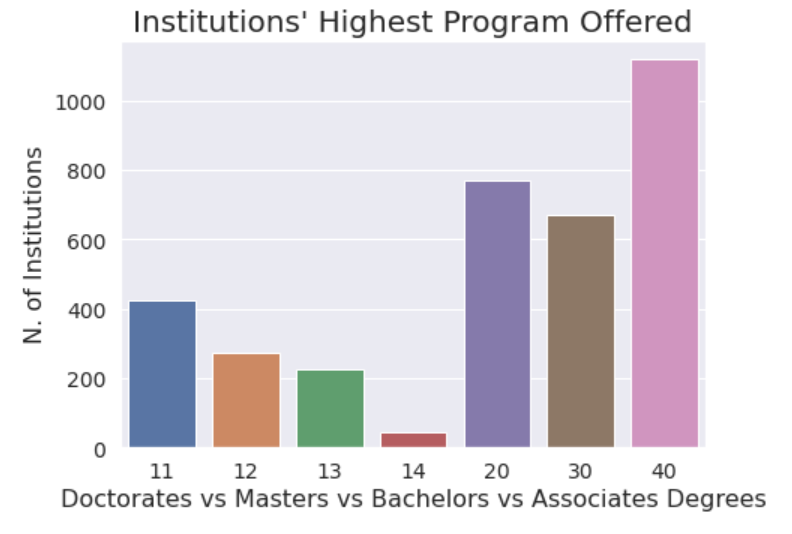 Institutions' Highest Program Offered
N. of Institutions
1000
800
600
400
200
0
11 12 13 14 20 30 40
Doctorates vs Masters vs Bachelors vs Associates Degrees